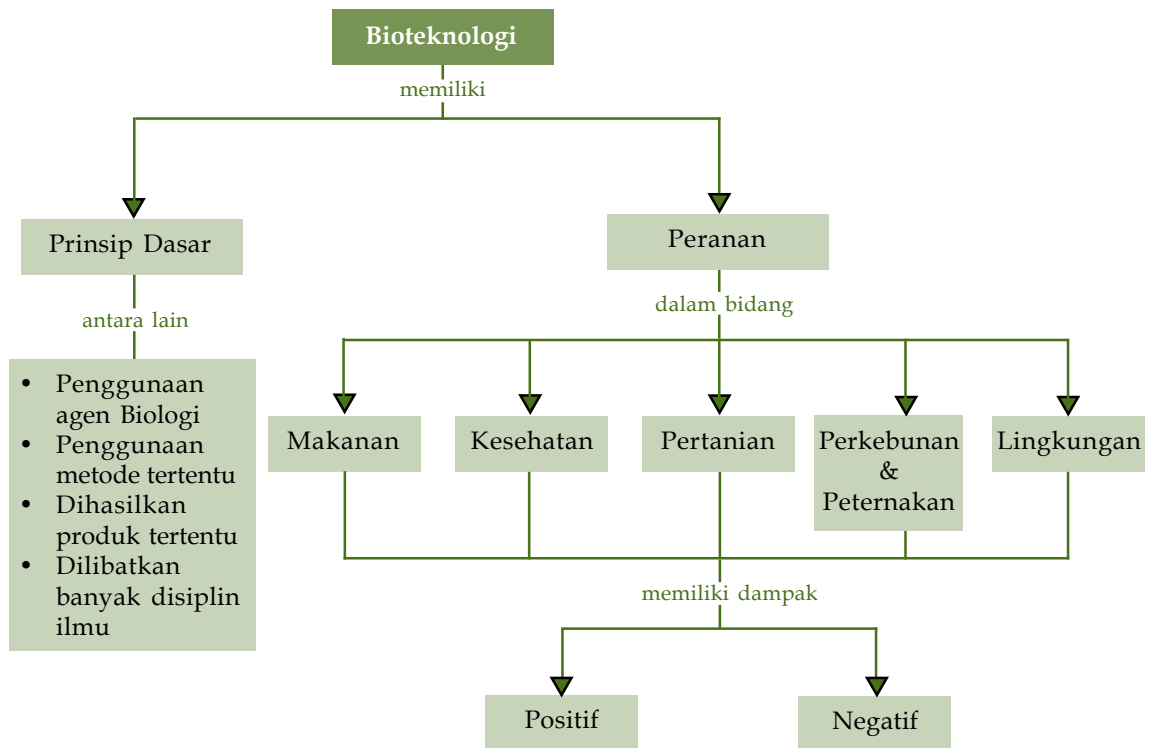 Bioteknologi
memiliki
Prinsip Dasar
Peranan
antara lain
dalam bidang
• Penggunaan
agen Biologi
• Penggunaan
metode tertentu
• Dihasilkan
produk tertentu
• Dilibatkan
banyak disiplin
ilmu
Makanan
Kesehatan
Pertanian
Perkebunan
&
Peternakan
Lingkungan
memiliki dampak
Positif
Negatif